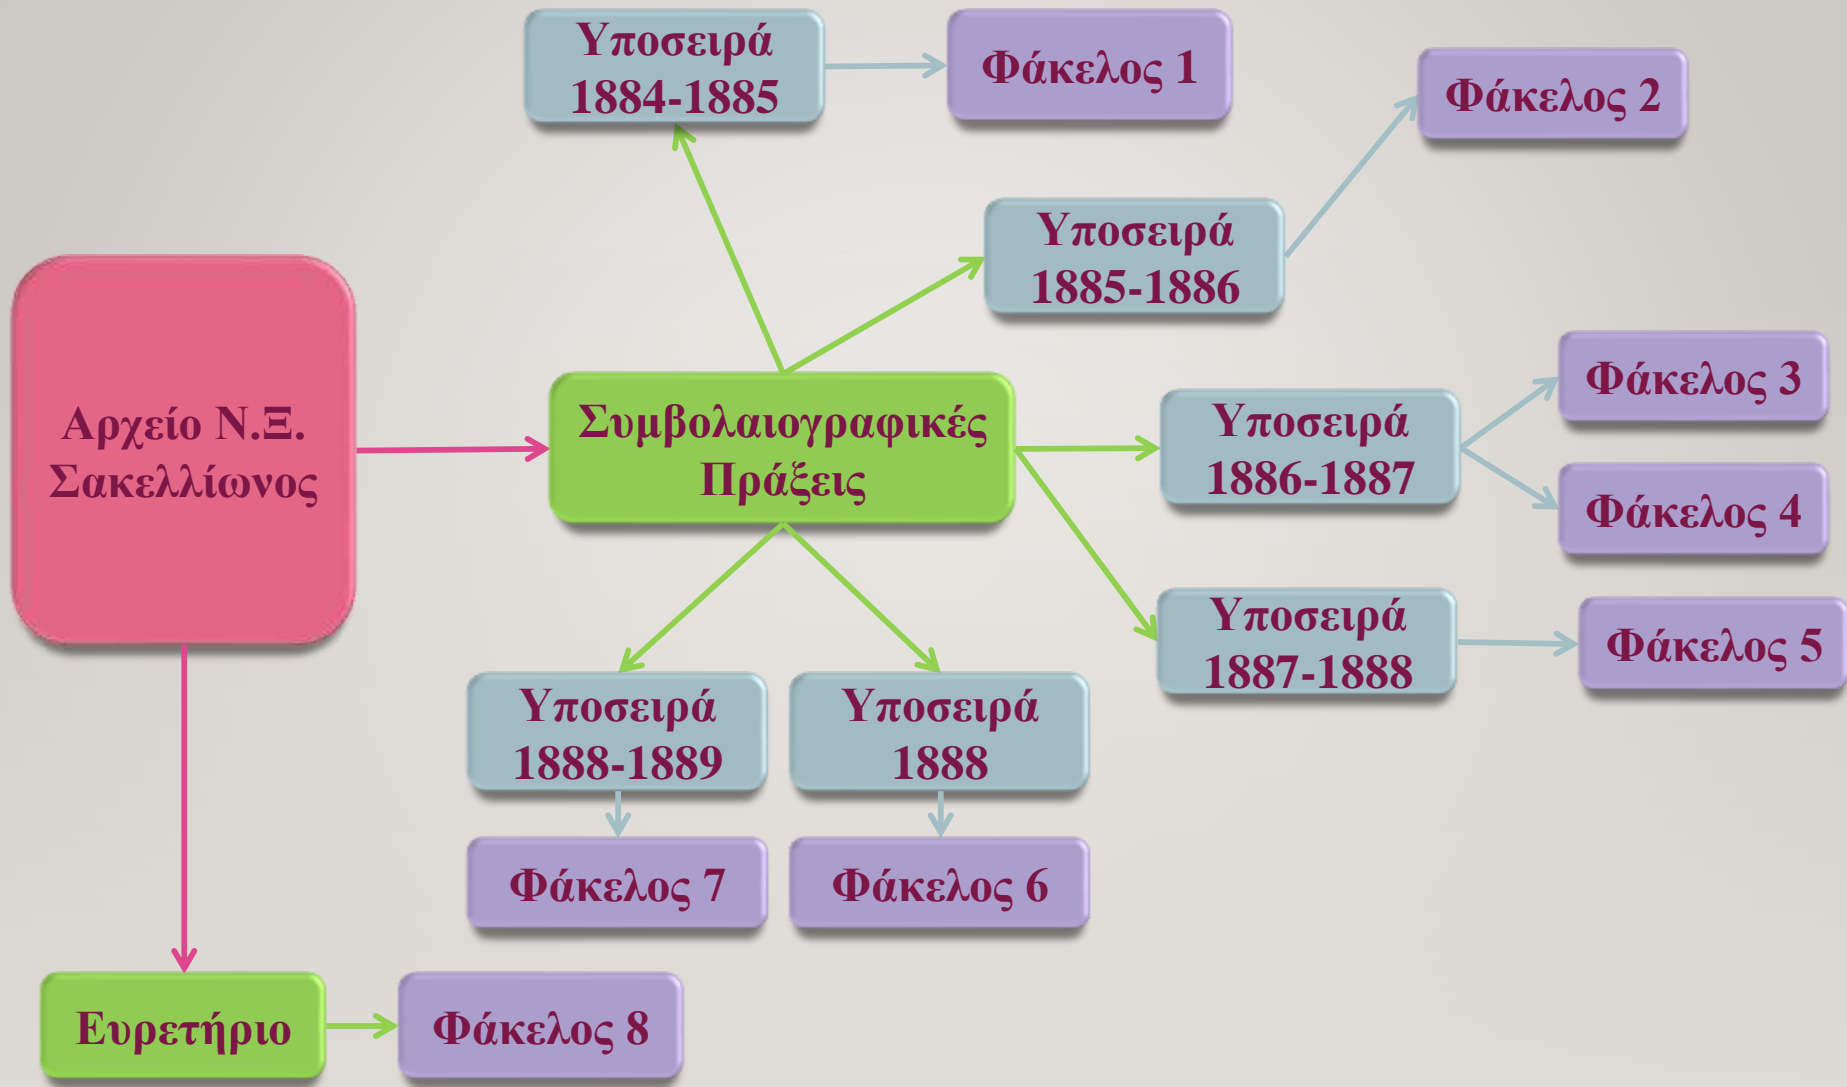 Υποσειρά
1884-1885
Φάκελος 1
Φάκελος 2
Υποσειρά
1885-1886
Αρχείο Ν.Ξ.
Σακελλίωνος
Συμβολαιογραφικές
Πράξεις
Υποσειρά
1886-1887
Φάκελος 3
Φάκελος 4
Υποσειρά
1887-1888
Φάκελος 5
Υποσειρά
1888-1889
Υποσειρά
1888
Φάκελος 7
Φάκελος 6
Ευρετήριο
Φάκελος 8